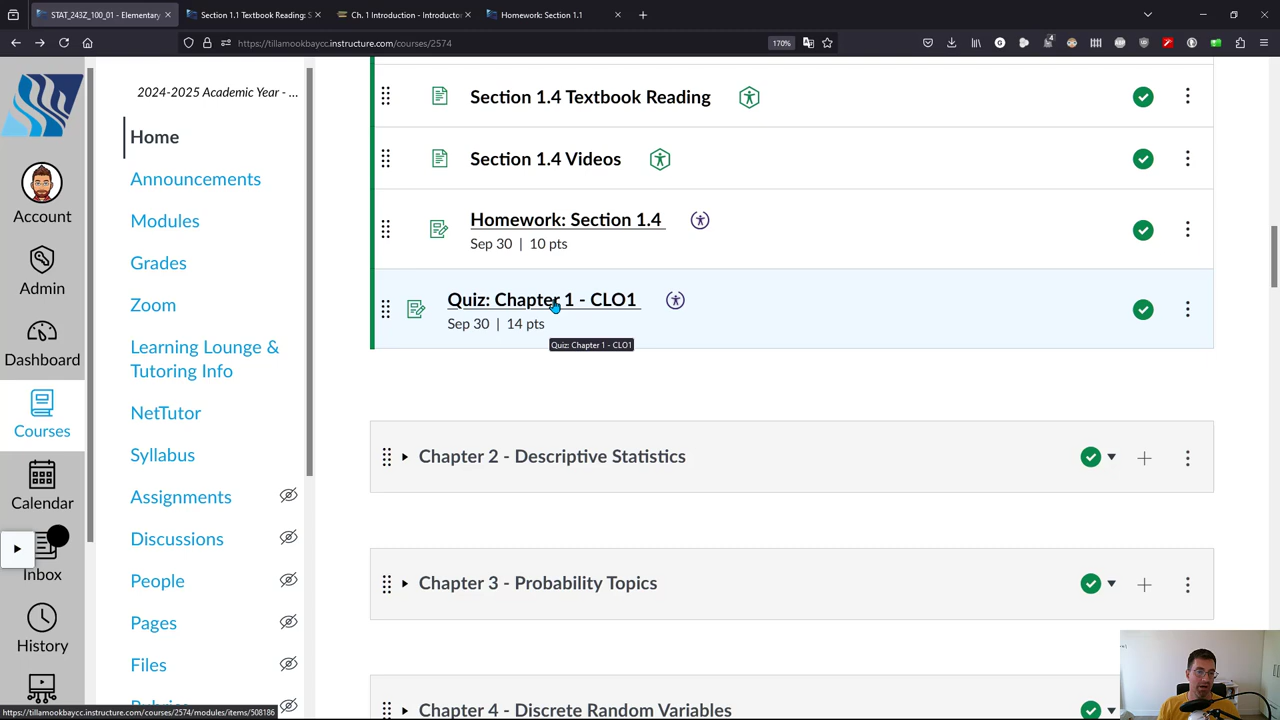 STAT_243Z_100_01 - Elementary
Section 1.1 Textbook Reading: S
Ch. 1 Introduction - Introductor
Homework: Section 1.1
https://tillamookbaycc.instructure.com/courses/2574
170%
2024-2025 Academic Year - ...
Home
Announcements
Modules
Grades
Zoom
Learning Lounge &
Tutoring Info
NetTutor
Syllabus
Assignments
Discussions
People
Pages
Files
Account
Admin
Dashboard
Courses
Calendar
Inbox
History
Section 1.4 Textbook Reading
Section 1.4 Videos
Homework: Section 1.4
Sep 30 | 10 pts
Quiz: Chapter 1 - CLO1
Sep 30 | 14 pts
Quiz: Chapter 1 - CLO1
Chapter 2 - Descriptive Statistics
Chapter 3 - Probability Topics
Chapter 4 - Discrete Random Variables
https://tillamookbaycc.instructure.com/courses/2574/modules/items/508186